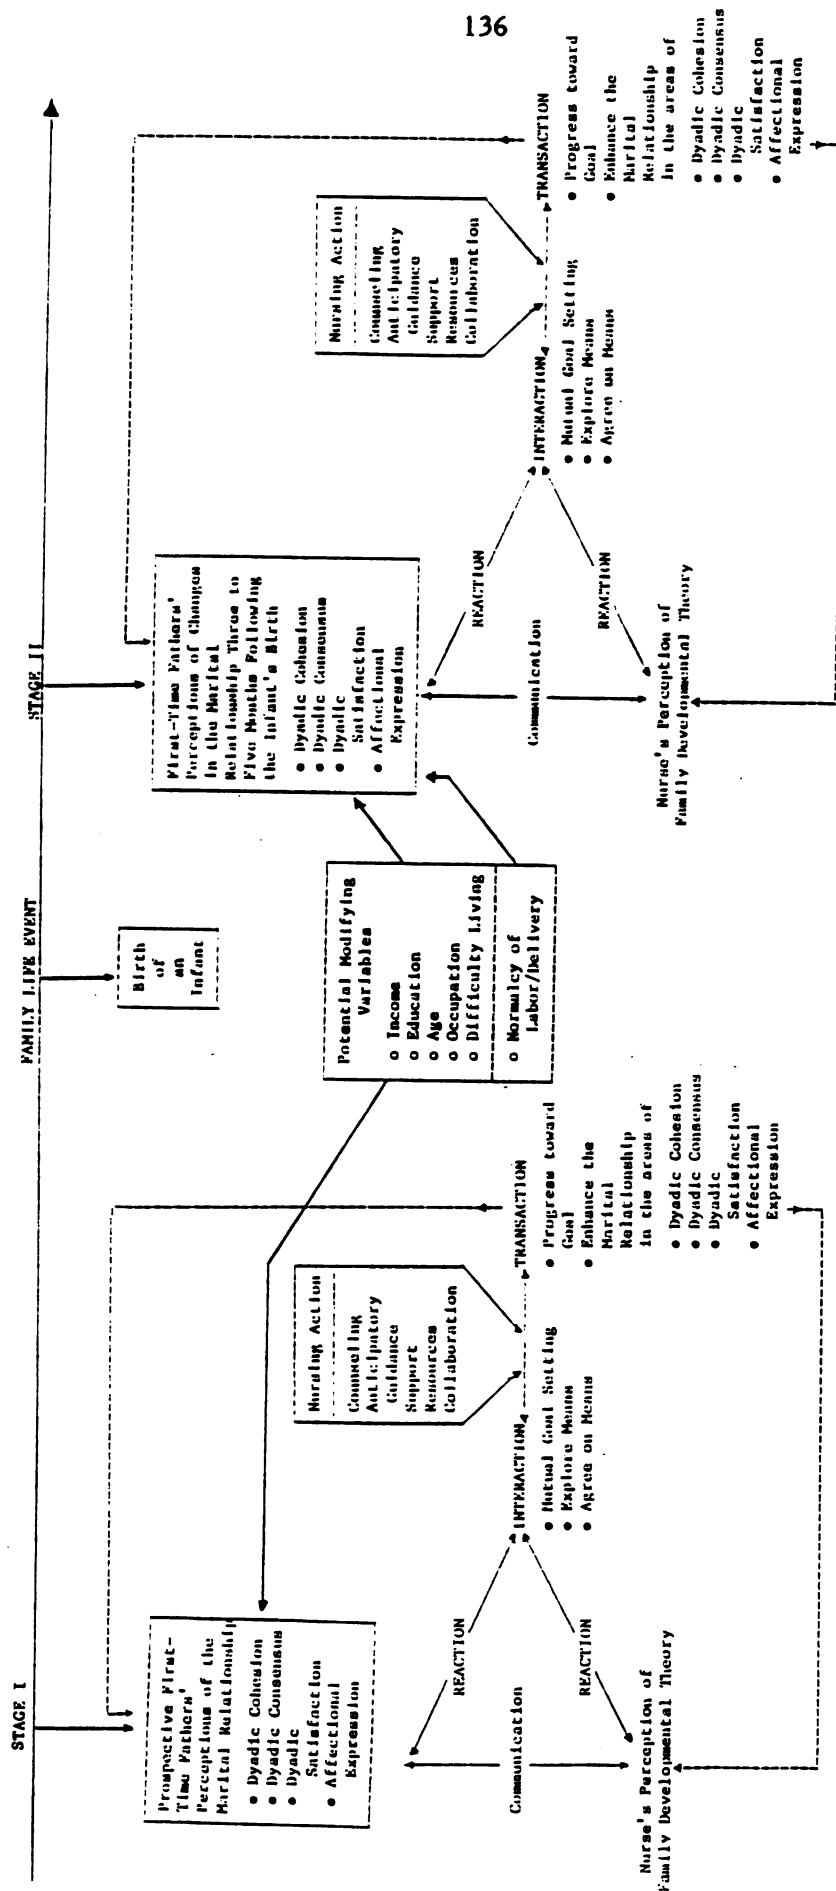 136
STAGE I
FAMILY LIFE EVENT
STAGE II
Prospective First-
Time Fathers'
Perceptions of the
Marital Relationship
• Dyadic Cohesion
• Dyadic Consensus
• Dyadic
Satisfaction
• Affectional
Expression
REACTION
Communication
REACTION
Nurse's Perception of
Family Developmental Theory
INTERACTION
• Mutual Goal Setting
• Explore Means
• Agree on Means
Nursing Action
Counseling
Anticipatory
Guidance
Support
Resources
Collaboration
TRANSACTION
• Progress toward
Goal
• Enhance the
Marital
Relationship
in the areas of
• Dyadic Cohesion
• Dyadic Consensus
• Dyadic
Satisfaction
• Affectional
Expression
Birth
of
an
Infant
Potential Modifying
Variables
o Income
o Education
o Age
o Occupation
o Difficulty Living
o Normalcy of
Labor/Delivery
First-Time Fathers'
Perceptions of Changes
in the Marital
Relationship Three to
Five Months Following
the Infant's Birth
• Dyadic Cohesion
• Dyadic Consensus
• Dyadic
Satisfaction
• Affectional
Expression
REACTION
Communication
REACTION
Nurse's Perception of
Family Developmental Theory
INTERACTION
• Mutual Goal Setting
• Explore Means
• Agree on Means
Nursing Action
Counseling
Anticipatory
Guidance
Support
Resources
Collaboration
TRANSACTION
• Progress toward
Goal
• Enhance the
Marital
Relationship
in the areas of
• Dyadic Cohesion
• Dyadic Consensus
• Dyadic
Satisfaction
• Affectional
Expression